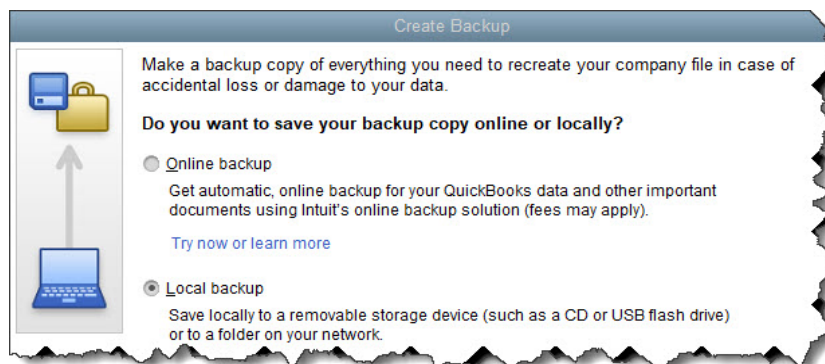 Create Backup
Make a backup copy of everything you need to recreate your company file in case of
accidental loss or damage to your data.
Do you want to save your backup copy online or locally?
Online backup
Get automatic, online backup for your QuickBooks data and other important
documents using Intuit's online backup solution (fees may apply).
Try now or learn more
Local backup
Save locally to a removable storage device (such as a CD or USB flash drive)
or to a folder on your network.